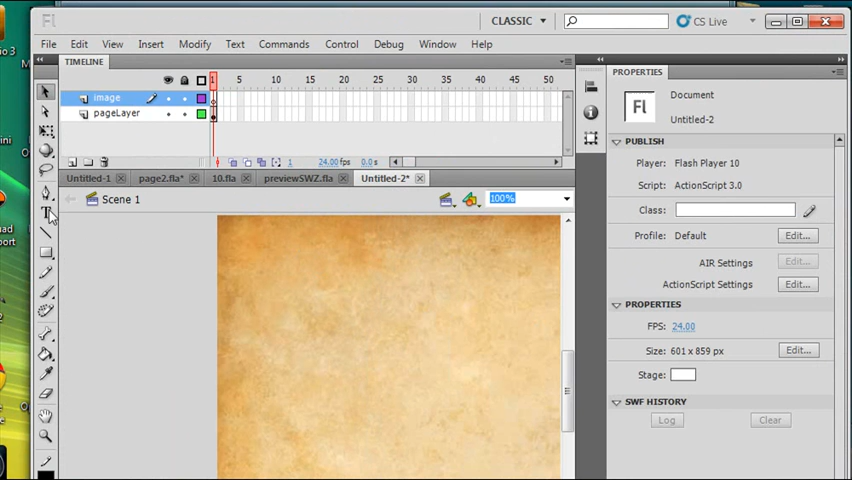 Fl CLASSIC CS Live
File Edit View Insert Modify Text Commands Control Debug Window Help
TIMELINE
1 5 10 15 20 25 30 35 40 45 50
image
pageLayer
1 24.00 fps 0.0 s
Untitled-1 page2.fla* 10.fla previewSWZ.fla Untitled-2*
Scene 1 100%
PROPERTIES
Fl Document
Untitled-2
PUBLISH
Player: Flash Player 10
Script: ActionScript 3.0
Class:
Profile: Default Edit...
AIR Settings Edit...
ActionScript Settings Edit...
PROPERTIES
FPS: 24.00
Size: 601 x 859 px Edit...
Stage:
SWF HISTORY
Log Clear